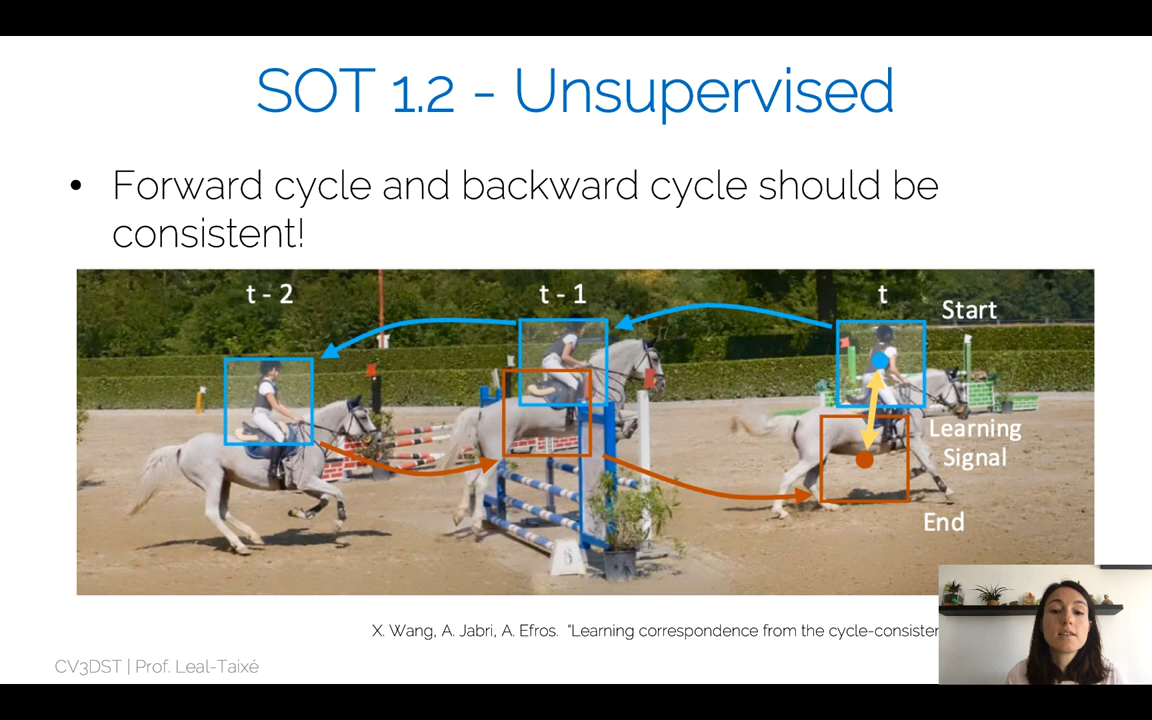 SOT 1.2 - Unsupervised
• Forward cycle and backward cycle should be
consistent!
t - 2
t - 1
t
Start
Learning
Signal
End
X. Wang, A. Jabri, A. Efros. "Learning correspondence from the cycle-consisten
CV3DST | Prof. Leal-Taixé